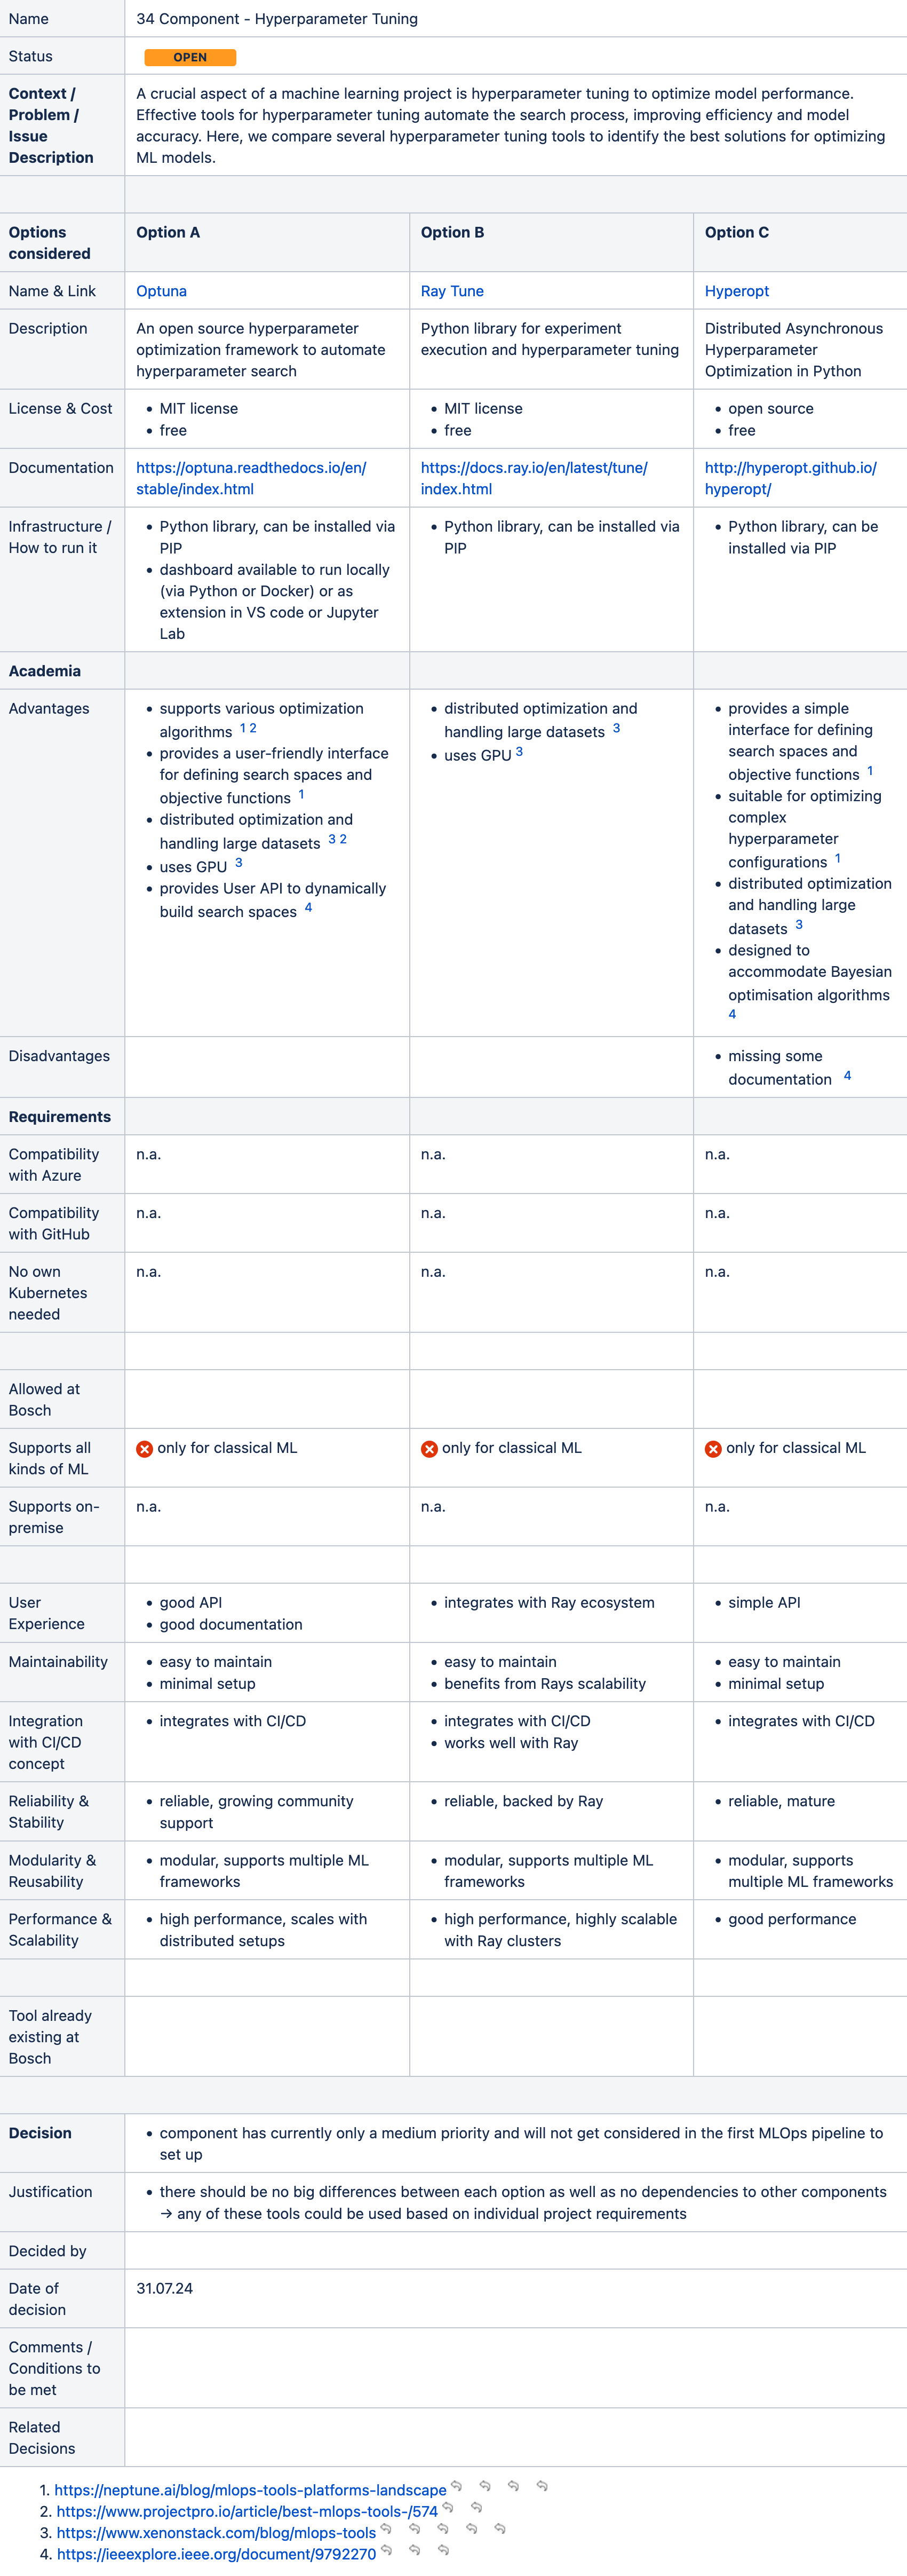 Name
34 Component - Hyperparameter Tuning
Status
OPEN
Context /
Problem /
Issue
Description
A crucial aspect of a machine learning project is hyperparameter tuning to optimize model performance.
Effective tools for hyperparameter tuning automate the search process, improving efficiency and model
accuracy. Here, we compare several hyperparameter tuning tools to identify the best solutions for optimizing
ML models.
Options
considered
Option A
Option B
Option C
Name & Link
Optuna
Ray Tune
Hyperopt
Description
An open source hyperparameter
optimization framework to automate
hyperparameter search
Python library for experiment
execution and hyperparameter tuning
Distributed Asynchronous
Hyperparameter
Optimization in Python
License & Cost
• MIT license
• free
• MIT license
• free
• open source
• free
Documentation
https://optuna.readthedocs.io/en/
stable/index.html
https://docs.ray.io/en/latest/tune/
index.html
http://hyperopt.github.io/
hyperopt/
Infrastructure /
How to run it
• Python library, can be installed via
PIP
• dashboard available to run locally
(via Python or Docker) or as
extension in VS code or Jupyter
Lab
• Python library, can be installed via
PIP
• Python library, can be
installed via PIP
Academia
Advantages
• supports various optimization
algorithms 1 2
• provides a user-friendly interface
for defining search spaces and
objective functions 1
• distributed optimization and
handling large datasets 3 2
• uses GPU 3
• provides User API to dynamically
build search spaces 4
• distributed optimization and
handling large datasets 3
• uses GPU 3
• provides a simple
interface for defining
search spaces and
objective functions 1
• suitable for optimizing
complex
hyperparameter
configurations 1
• distributed optimization
and handling large
datasets 3
• designed to
accommodate Bayesian
optimisation algorithms
4
Disadvantages
• missing some
documentation 4
Requirements
Compatibility
with Azure
n.a.
n.a.
n.a.
Compatibility
with GitHub
n.a.
n.a.
n.a.
No own
Kubernetes
needed
n.a.
n.a.
n.a.
Allowed at
Bosch
Supports all
kinds of ML
only for classical ML
only for classical ML
only for classical ML
Supports on-
premise
n.a.
n.a.
n.a.
User
Experience
• good API
• good documentation
• integrates with Ray ecosystem
• simple API
Maintainability
• easy to maintain
• minimal setup
• easy to maintain
• benefits from Rays scalability
• easy to maintain
• minimal setup
Integration
with CI/CD
concept
• integrates with CI/CD
• integrates with CI/CD
• works well with Ray
• integrates with CI/CD
Reliability &
Stability
• reliable, growing community
support
• reliable, backed by Ray
• reliable, mature
Modularity &
Reusability
• modular, supports multiple ML
frameworks
• modular, supports multiple ML
frameworks
• modular, supports
multiple ML frameworks
Performance &
Scalability
• high performance, scales with
distributed setups
• high performance, highly scalable
with Ray clusters
• good performance
Tool already
existing at
Bosch
Decision
• component has currently only a medium priority and will not get considered in the first MLOps pipeline to
set up
Justification
• there should be no big differences between each option as well as no dependencies to other components
→ any of these tools could be used based on individual project requirements
Decided by
Date of
decision
31.07.24
Comments /
Conditions to
be met
Related
Decisions
1. https://neptune.ai/blog/mlops-tools-platforms-landscape
2. https://www.projectpro.io/article/best-mlops-tools-/574
3. https://www.xenonstack.com/blog/mlops-tools
4. https://ieeexplore.ieee.org/document/9792270